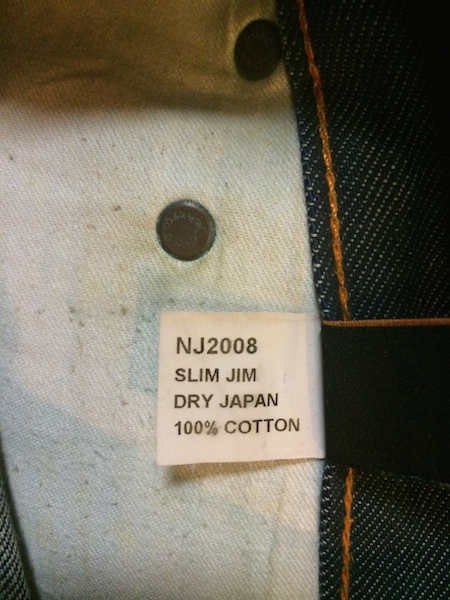 NJ2008
SLIM JIM
DRY JAPAN
100% COTTON